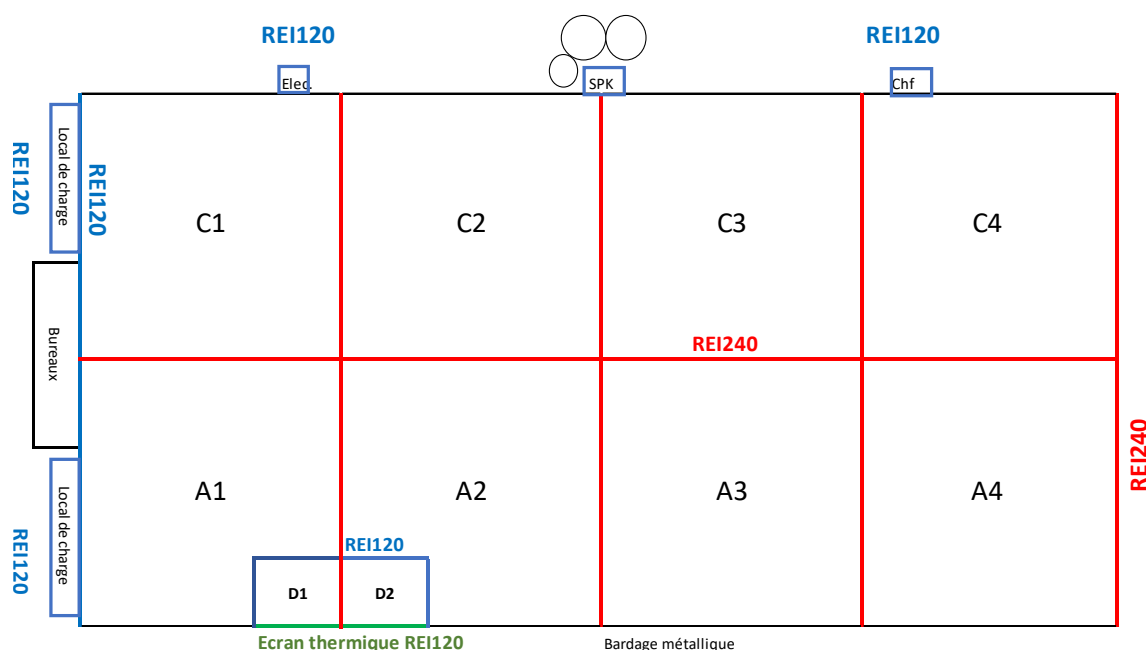 REI120
REI120
Elec.
SPK
Chf
Local de charge
REI120
REI120
C1
C2
C3
C4
Bureaux
REI240
REI240
A1
A2
A3
A4
Local de charge
REI120
REI120
D1
D2
Ecran thermique REI120
Bardage métallique